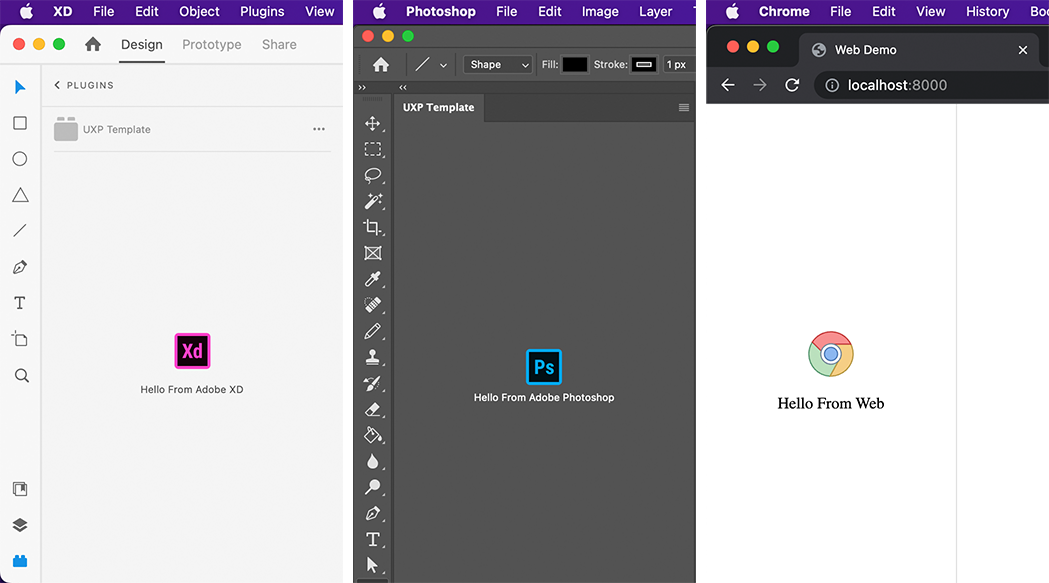 XD File Edit Object Plugins View
Design Prototype Share
PLUGINS
UXP Template
T
Xd
Hello From Adobe XD
Photoshop File Edit Image Layer
Shape Fill: Stroke: 1 px
UXP Template
Ps
Hello From Adobe Photoshop
T
Chrome File Edit View History Boo
Web Demo
localhost:8000
Hello From Web